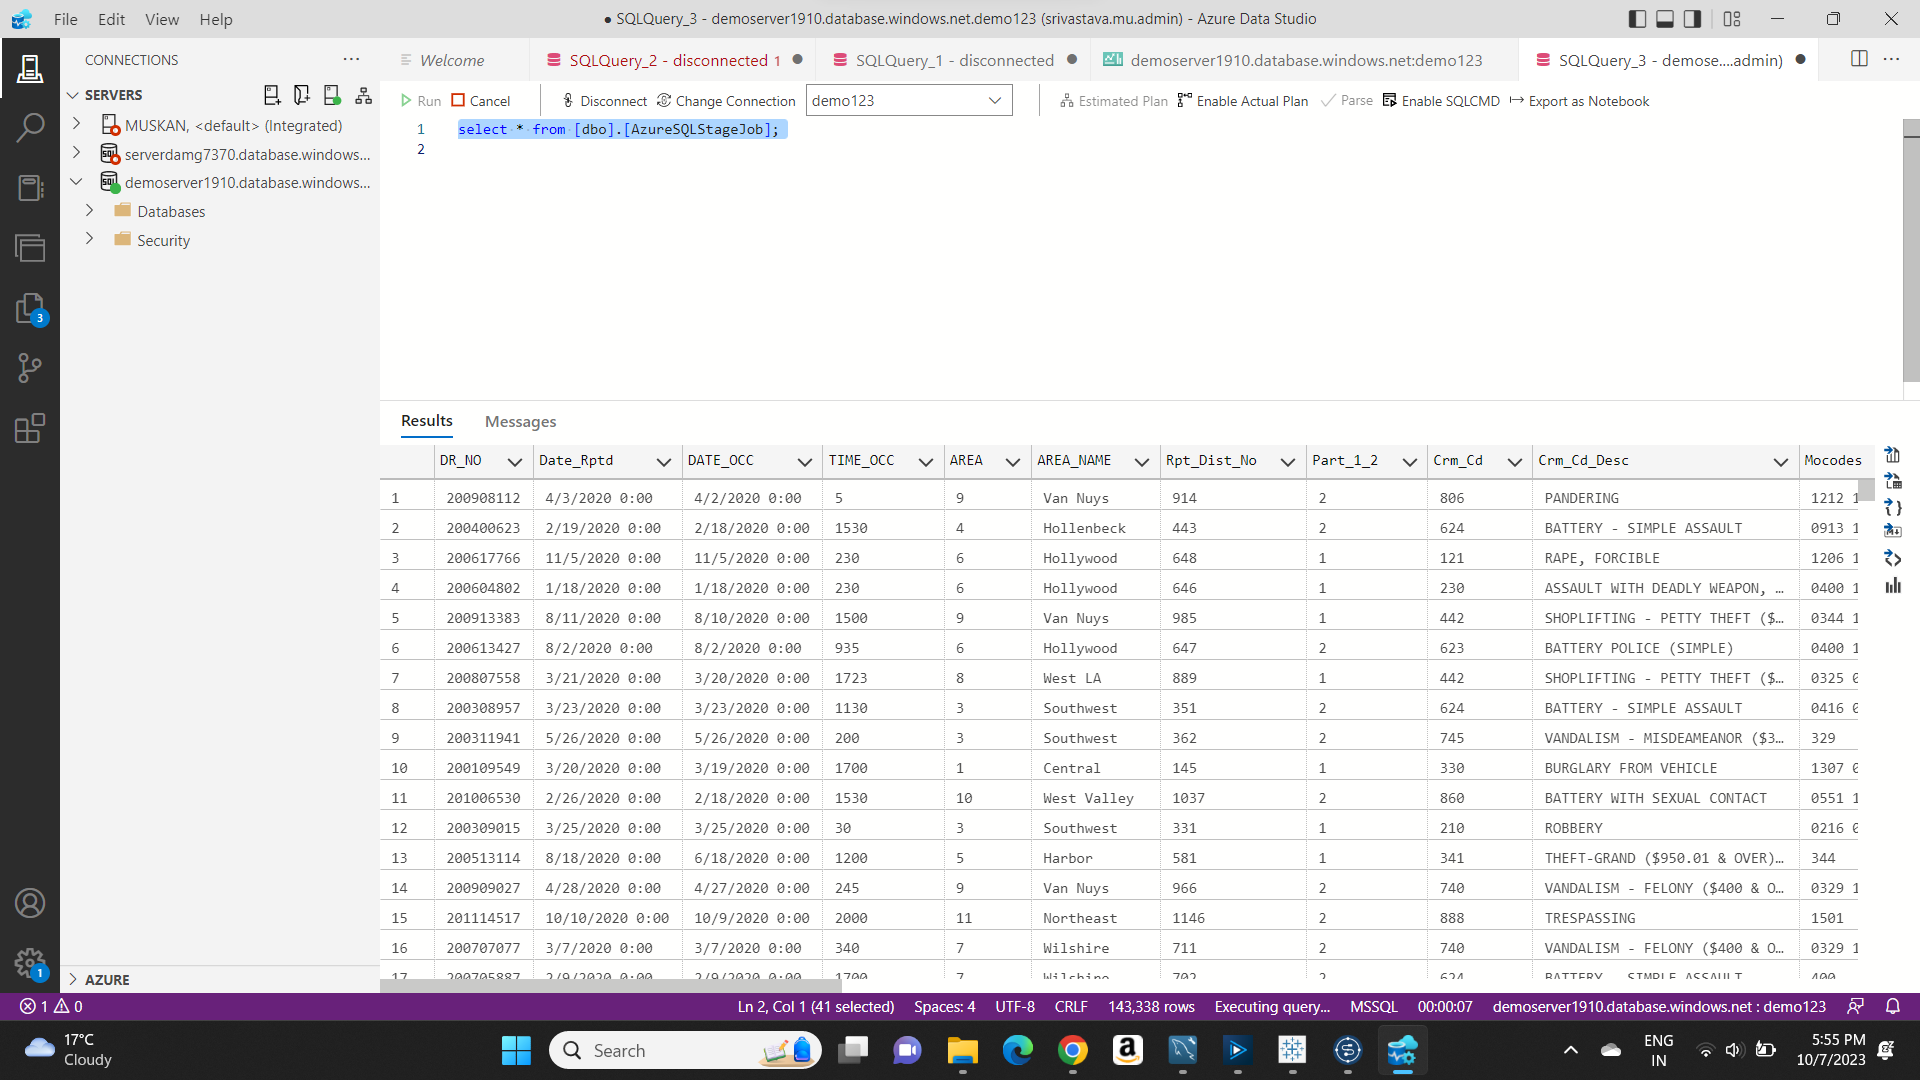 File Edit View Help
● SQLQuery_3 - demoserver1910.database.windows.net.demo123 (srivastava.mu.admin) - Azure Data Studio
CONNECTIONS
Welcome
SQLQuery_2 - disconnected 1
SQLQuery_1 - disconnected
demoserver1910.database.windows.net:demo123
SQLQuery_3 - demose....admin)
SERVERS
Run Cancel Disconnect Change Connection demo123 Estimated Plan Enable Actual Plan Parse Enable SQLCMD Export as Notebook
MUSKAN, <default> (Integrated)
serverdamg7370.database.windows...
demoserver1910.database.windows...
Databases
Security
3
1 select * from [dbo].[AzureSQLStageJob];
2
Results Messages
DR_NO Date_Rptd DATE_OCC TIME_OCC AREA AREA_NAME Rpt_Dist_No Part_1_2 Crm_Cd Crm_Cd_Desc Mocodes
1 200908112 4/3/2020 0:00 4/2/2020 0:00 5 9 Van Nuys 914 2 806 PANDERING 1212 1
2 200400623 2/19/2020 0:00 2/18/2020 0:00 1530 4 Hollenbeck 443 2 624 BATTERY - SIMPLE ASSAULT 0913 1
3 200617766 11/5/2020 0:00 11/5/2020 0:00 230 6 Hollywood 648 1 121 RAPE, FORCIBLE 1206 1
4 200604802 1/18/2020 0:00 1/18/2020 0:00 230 6 Hollywood 646 1 230 ASSAULT WITH DEADLY WEAPON, … 0400 1
5 200913383 8/11/2020 0:00 8/10/2020 0:00 1500 9 Van Nuys 985 1 442 SHOPLIFTING - PETTY THEFT ($… 0344 1
6 200613427 8/2/2020 0:00 8/2/2020 0:00 935 6 Hollywood 647 2 623 BATTERY POLICE (SIMPLE) 0400 1
7 200807558 3/21/2020 0:00 3/20/2020 0:00 1723 8 West LA 889 1 442 SHOPLIFTING - PETTY THEFT ($… 0325 0
8 200308957 3/23/2020 0:00 3/23/2020 0:00 1130 3 Southwest 351 2 624 BATTERY - SIMPLE ASSAULT 0416 0
9 200311941 5/26/2020 0:00 5/26/2020 0:00 200 3 Southwest 362 2 745 VANDALISM - MISDEAMEANOR ($3… 329
10 200109549 3/20/2020 0:00 3/19/2020 0:00 1700 1 Central 145 1 330 BURGLARY FROM VEHICLE 1307 0
11 201006530 2/26/2020 0:00 2/18/2020 0:00 1530 10 West Valley 1037 2 860 BATTERY WITH SEXUAL CONTACT 0551 1
12 200309015 3/25/2020 0:00 3/25/2020 0:00 30 3 Southwest 331 1 210 ROBBERY 0216 0
13 200513114 8/18/2020 0:00 6/18/2020 0:00 1200 5 Harbor 581 1 341 THEFT-GRAND ($950.01 & OVER)… 344
14 200909027 4/28/2020 0:00 4/27/2020 0:00 245 9 Van Nuys 966 2 740 VANDALISM - FELONY ($400 & O… 0329 1
15 201114517 10/10/2020 0:00 10/9/2020 0:00 2000 11 Northeast 1146 2 888 TRESPASSING 1501
16 200707077 3/7/2020 0:00 3/7/2020 0:00 340 7 Wilshire 711 2 740 VANDALISM - FELONY ($400 & O… 0329 1
17 200705887 2/9/2020 0:00 2/9/2020 0:00 1700 7 Wilshire 702 2 624 BATTERY - SIMPLE ASSAULT 400
1
AZURE
1 0
Ln 2, Col 1 (41 selected) Spaces: 4 UTF-8 CRLF 143,338 rows Executing query... MSSQL 00:00:07 demoserver1910.database.windows.net : demo123
17°C
Cloudy
Search
ENG
IN
5:55 PM
10/7/2023